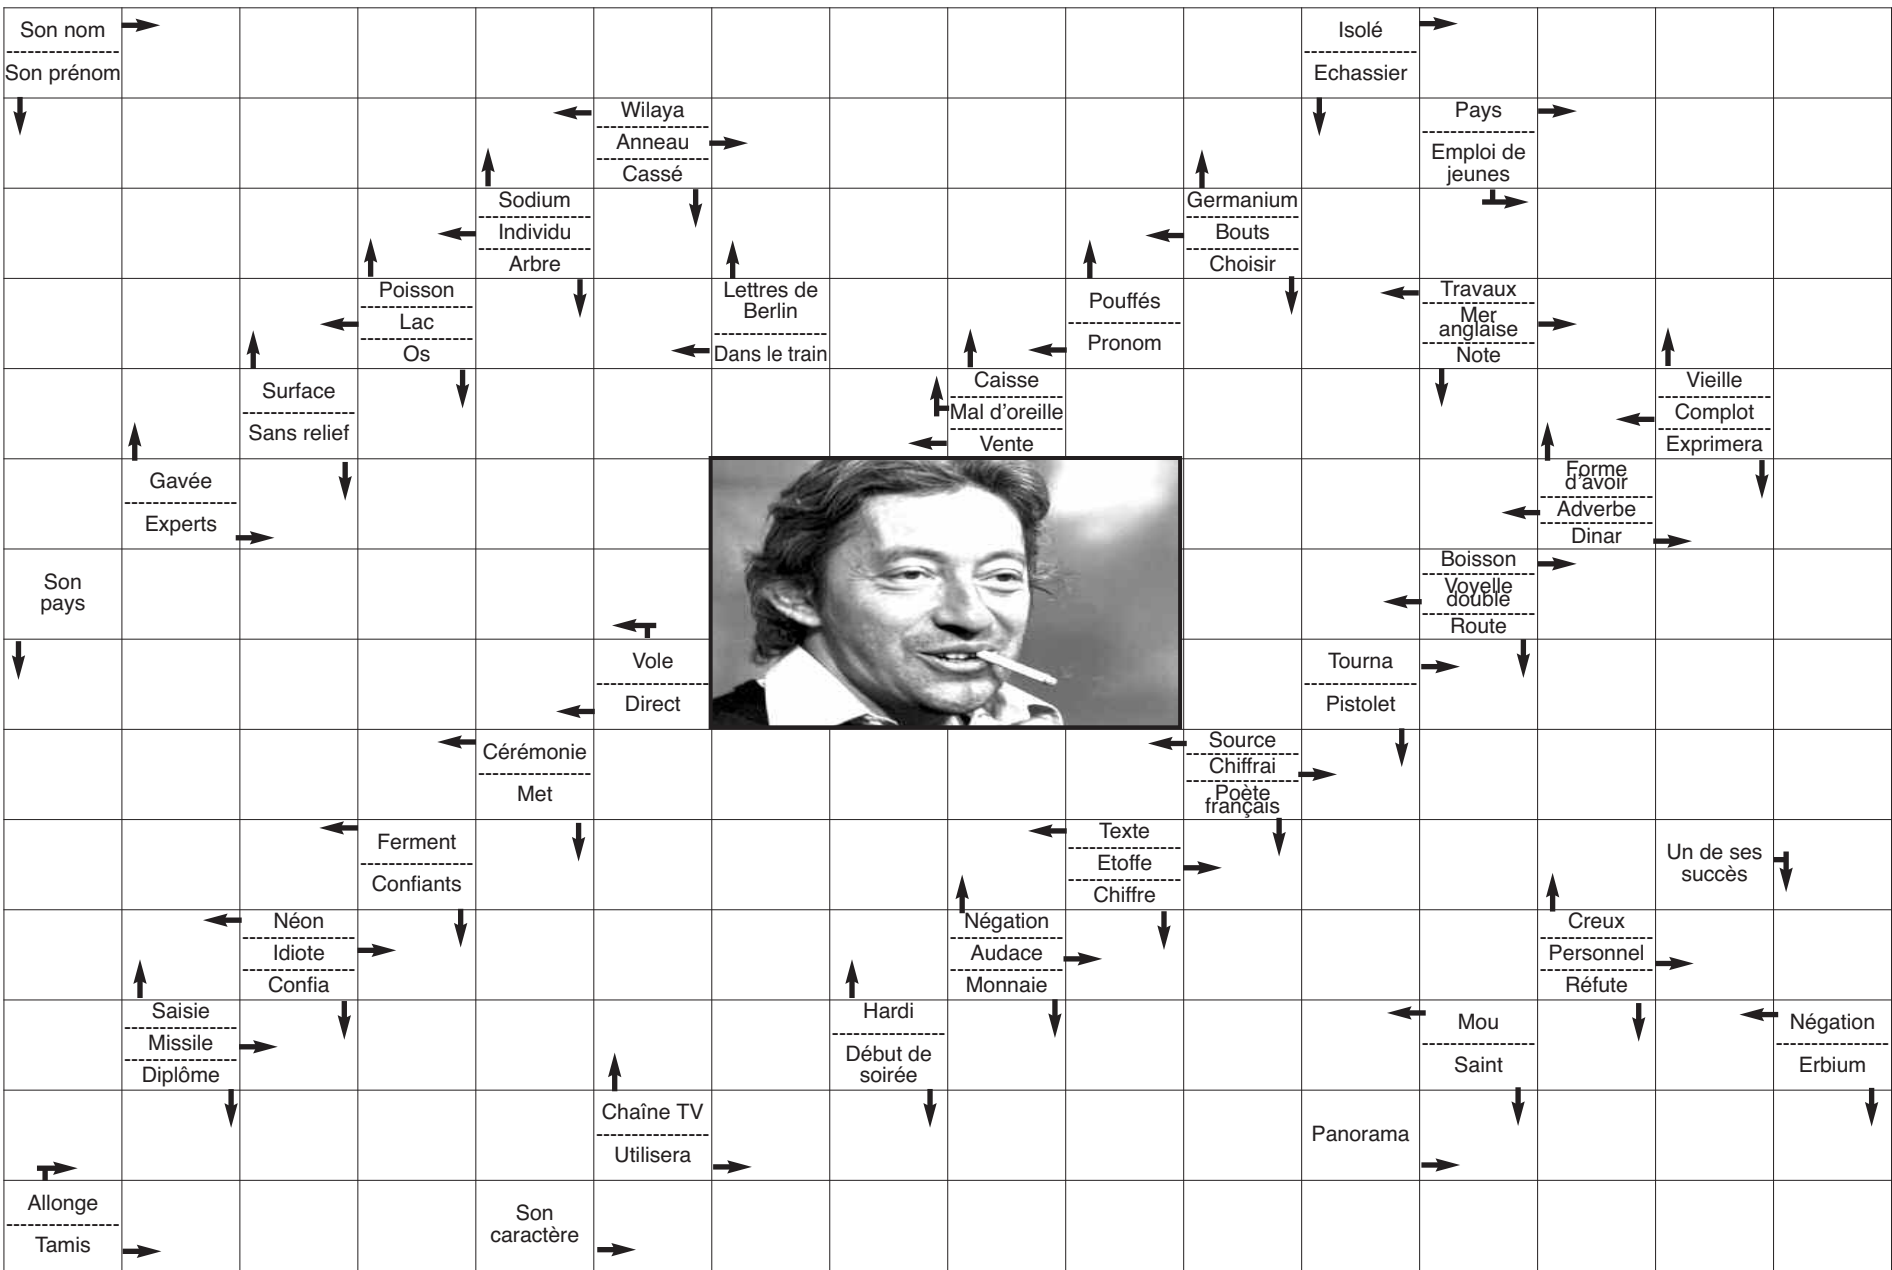 Son nom
Son prénom
Isolé
Echassier
Wilaya
Anneau
Cassé
Pays
Emploi de
jeunes
Sodium
Individu
Arbre
Germanium
Bouts
Choisir
Poisson
Lac
Os
Lettres de
Berlin
Dans le train
Pouffés
Pronom
Travaux
Mer
anglaise
Note
Surface
Sans relief
Caisse
Mal d'oreille
Vente
Vieille
Complot
Exprimera
Gavée
Experts
Forme
d'avoir
Adverbe
Dinar
Son
pays
Boisson
Voyelle
double
Route
Vole
Direct
Tourna
Pistolet
Cérémonie
Met
Source
Chiffrai
Poète
français
Ferment
Confiants
Texte
Etoffe
Chiffre
Un de ses
succès
Néon
Idiote
Confia
Négation
Audace
Monnaie
Creux
Personnel
Réfute
Saisie
Missile
Diplôme
Hardi
Début de
soirée
Mou
Saint
Négation
Erbium
Chaîne TV
Utilisera
Panorama
Allonge
Tamis
Son
caractère